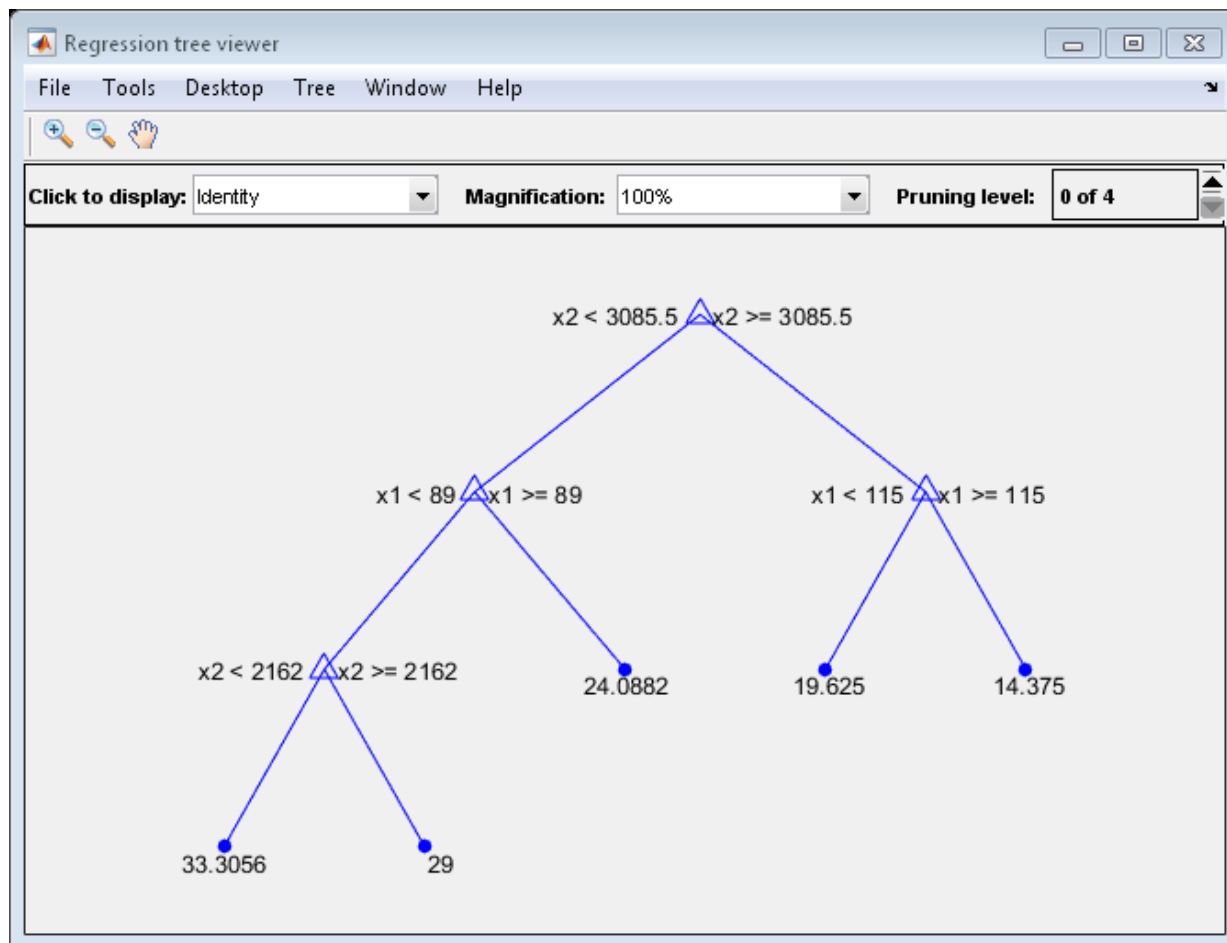 Regression tree viewer
File Tools Desktop Tree Window Help
Click to display: Identity Magnification: 100% Pruning level: 0 of 4
x2 < 3085.5 x2 >= 3085.5
x1 < 89 x1 >= 89 x1 < 115 x1 >= 115
x2 < 2162 x2 >= 2162 24.0882 19.625 14.375
33.3056 29